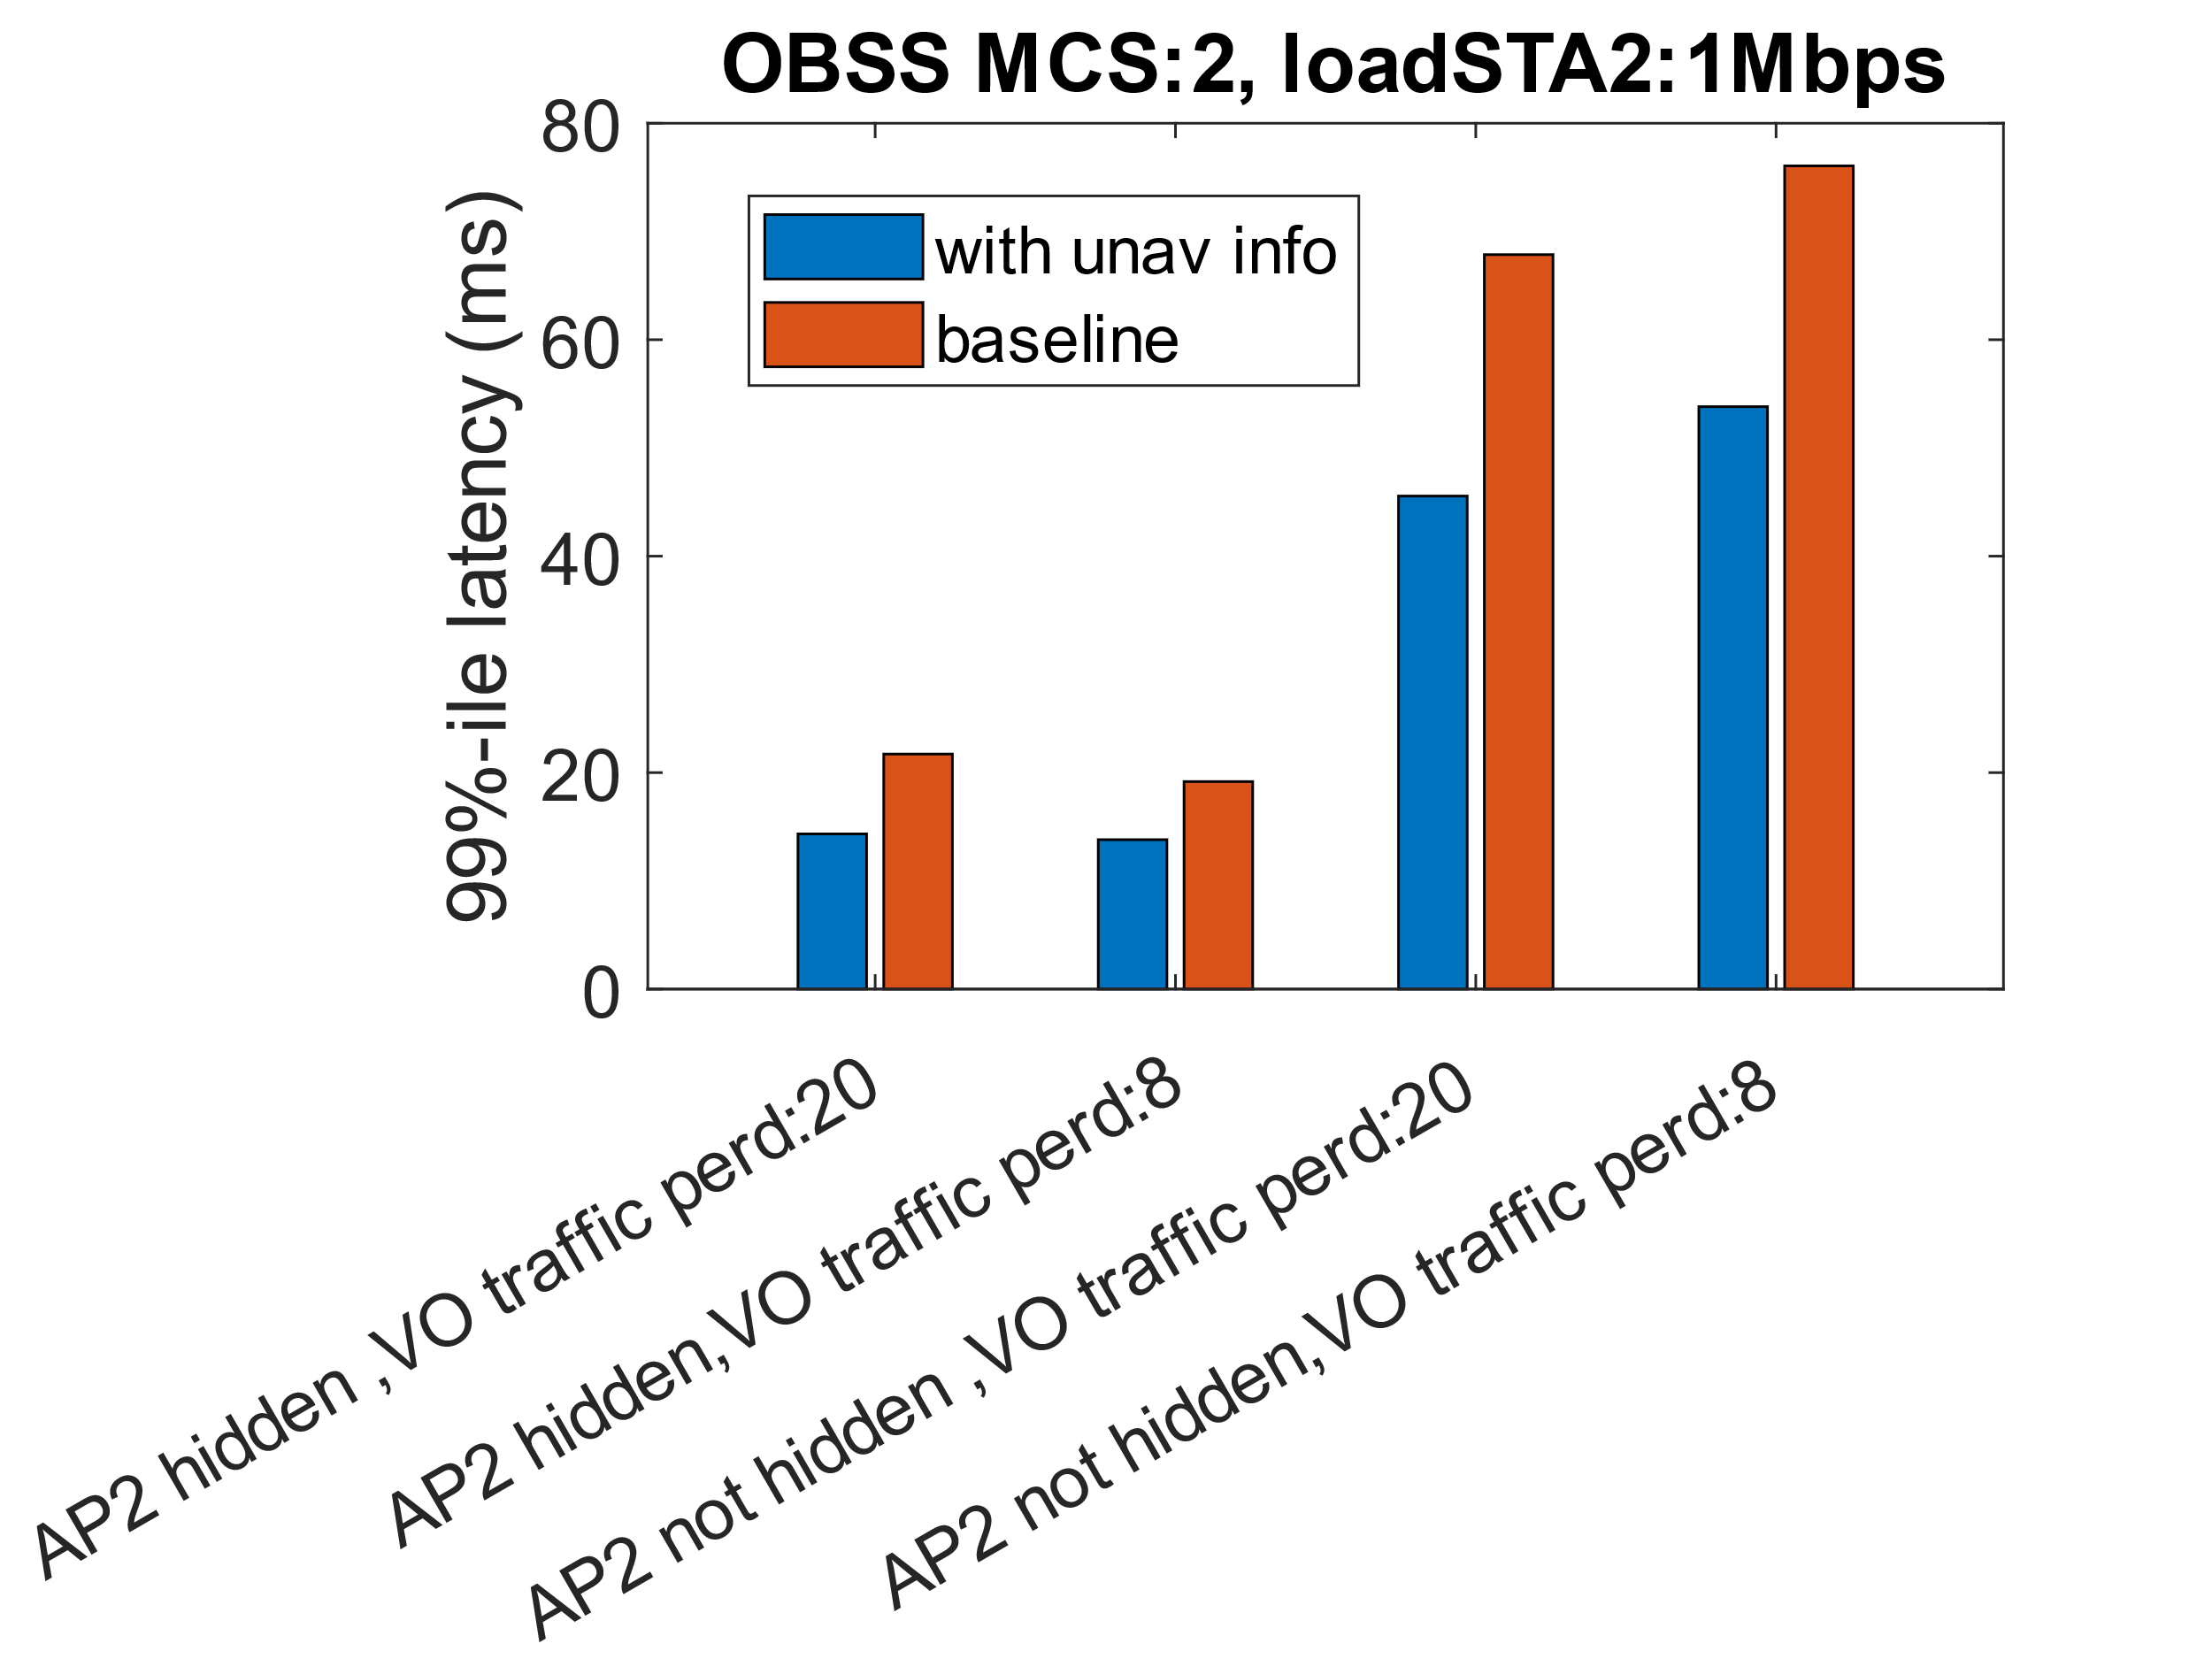 OBSS MCS:2, loadSTA2:1Mbps
99%-ile latency (ms)
80
60
40
20
0
with unav info
baseline
AP2 hidden ,VO traffic perd:20
AP2 hidden,VO traffic perd:8
AP2 not hidden ,VO traffic perd:20
AP2 not hidden,VO traffic perd:8